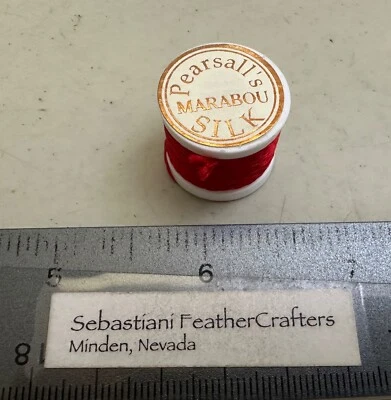 Pearsall's
MARABOU
SILK
5 6 7
Sebastiani FeatherCrafters
Minden, Nevada
8